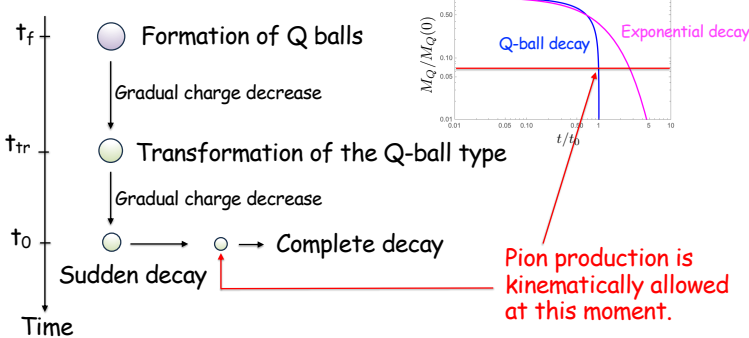 t_f
Formation of Q balls
Gradual charge decrease
t_tr
Transformation of the Q-ball type
Gradual charge decrease
t_0
Sudden decay
Complete decay
Time
M_Q/M_Q(0)
0.50
0.10
0.05
Q-ball decay
Exponential decay
0.01
0.05
0.10
0.50
1
5
10
t/t_0
Pion production is
kinematically allowed
at this moment.